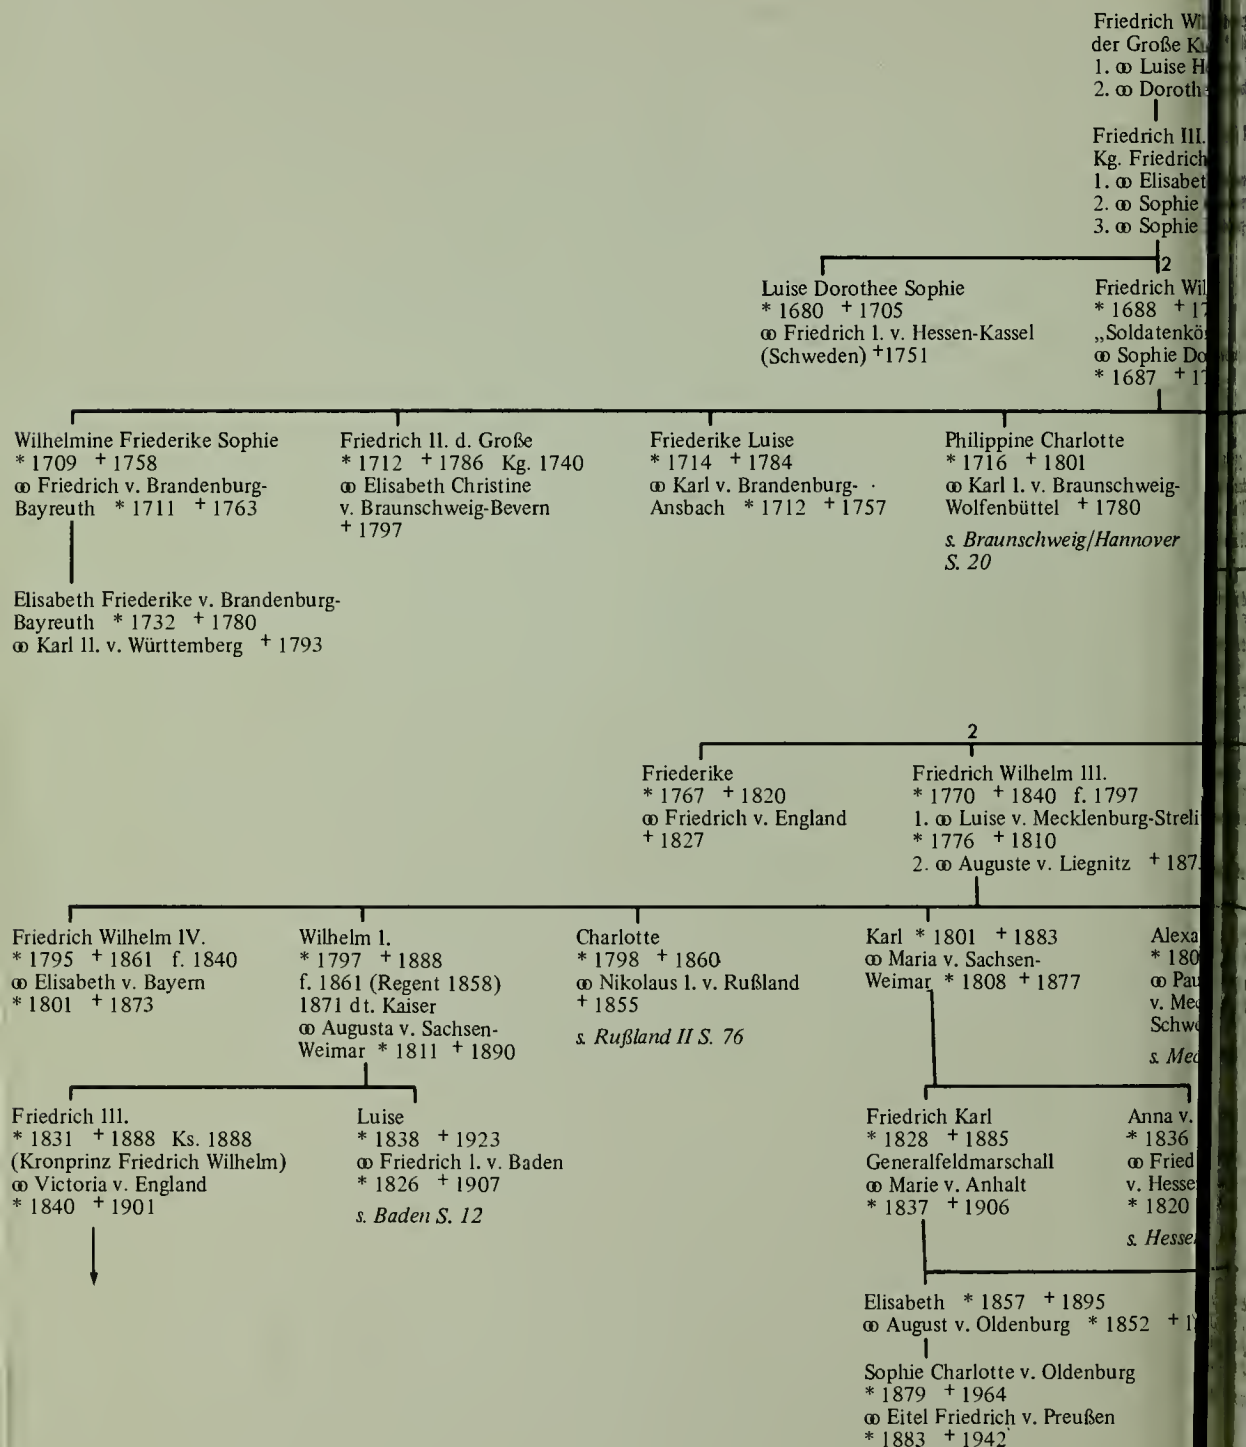 Friedrich
der Große
1. ⚭ Luise
2. ⚭
Friedrich III.
Kg. Friedrich
1. ⚭
2. ⚭ Sophie
3. ⚭ Sophie
2
Luise Dorothee Sophie
* 1680 + 1705
⚭ Friedrich I. v. Hessen-Kassel
(Schweden) +1751
Friedrich
* 1688 +
⚭ Sophie
* 1687 +
Wilhelmine Friederike Sophie
* 1709 + 1758
⚭ Friedrich v. Brandenburg-
Bayreuth * 1711 + 1763
Friedrich II. d. Große
* 1712 + 1786 Kg. 1740
⚭ Elisabeth Christine
v. Braunschweig-Bevern
+ 1797
Friederike Luise
* 1714 + 1784
⚭ Karl v. Brandenburg-
Ansbach * 1712 + 1757
Philippine Charlotte
* 1716 + 1801
⚭ Karl I. v. Braunschweig-
Wolfenbüttel + 1780
s. Braunschweig/Hannover
S. 20
Elisabeth Friederike v. Brandenburg-
Bayreuth * 1732 + 1780
⚭ Karl II. v. Württemberg + 1793
2
Friederike
* 1767 + 1820
⚭ Friedrich v. England
+ 1827
Friedrich Wilhelm III.
* 1770 + 1840 f. 1797
1. ⚭ Luise v.
* 1776 + 1810
2. ⚭ Auguste v. Liegnitz +
Friedrich Wilhelm IV.
* 1795 + 1861 f. 1840
⚭ Elisabeth v. Bayern
* 1801 + 1873
Wilhelm I.
* 1797 + 1888
f. 1861 (Regent 1858)
1871 dt. Kaiser
⚭ Augusta v. Sachsen-
Weimar * 1811 + 1890
Charlotte
* 1798 + 1860
⚭ Nikolaus I. v. Rußland
+ 1855
s. Rußland II S. 76
Karl * 1801 + 1883
⚭ Maria v. Sachsen-
Weimar * 1808 + 1877
*
⚭
v.
s.
Friedrich III.
* 1831 + 1888 Ks. 1888
(Kronprinz Friedrich Wilhelm)
⚭ Victoria v. England
* 1840 + 1901
Luise
* 1838 + 1923
⚭ Friedrich I. v. Baden
* 1826 + 1907
s. Baden S. 12
Friedrich Karl
* 1828 + 1885
Generalfeldmarschall
⚭ Marie v. Anhalt
* 1837 + 1906
Anna v.
* 1836
⚭
v.
* 1820
s.
Elisabeth * 1857 + 1895
⚭ August v. Oldenburg * 1852 +
Sophie Charlotte v. Oldenburg
* 1879 + 1964
⚭ Eitel Friedrich v. Preußen
* 1883 + 1942